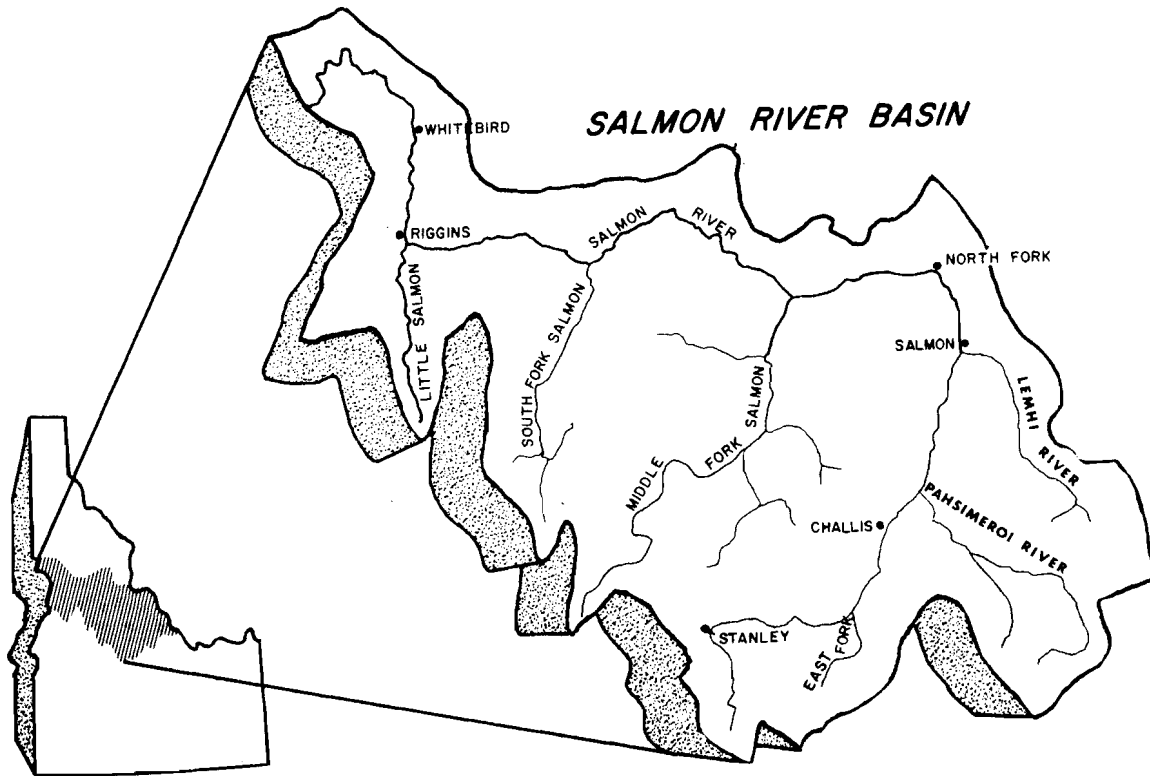 SALMON RIVER BASIN
WHITEBIRD
RIGGINS
SALMON RIVER
NORTH FORK
LITTLE SALMON
SOUTH FORK SALMON
SALMON
LEMHI RIVER
MIDDLE FORK SALMON
PAHSIMEROI RIVER
CHALLIS
STANLEY
EAST FORK